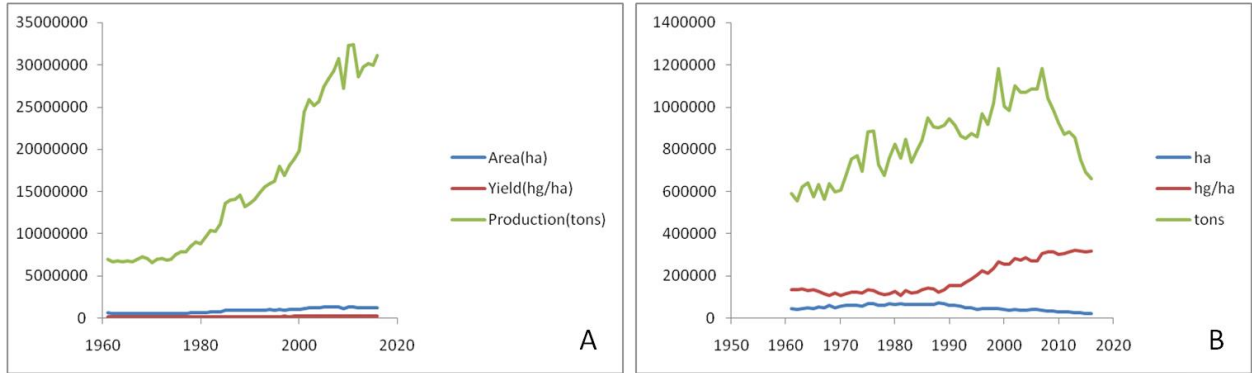 35000000
30000000
25000000
20000000
15000000
10000000
5000000
0
1960 1980 2000 2020
Area(ha)
Yield(hg/ha)
Production(tons)
A
1400000
1200000
1000000
800000
600000
400000
200000
0
1950 1960 1970 1980 1990 2000 2010 2020
ha
hg/ha
tons
B